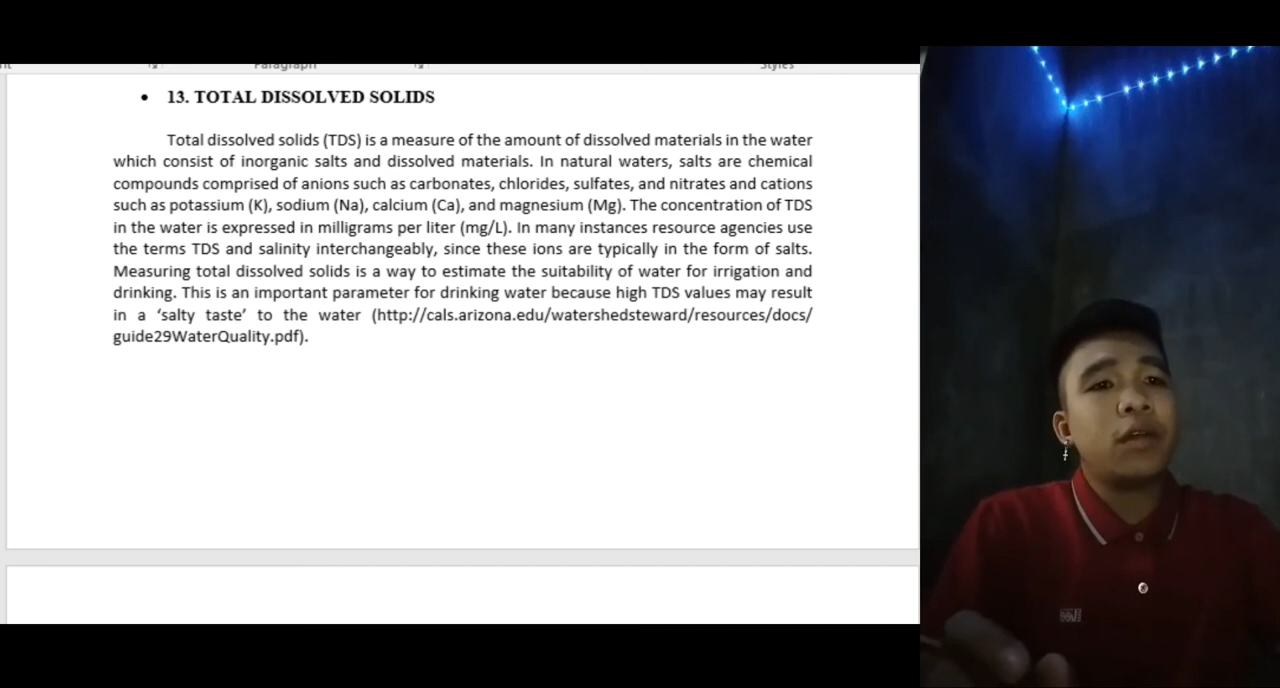 Paragraph
Styles
• 13. TOTAL DISSOLVED SOLIDS
Total dissolved solids (TDS) is a measure of the amount of dissolved materials in the water
which consist of inorganic salts and dissolved materials. In natural waters, salts are chemical
compounds comprised of anions such as carbonates, chlorides, sulfates, and nitrates and cations
such as potassium (K), sodium (Na), calcium (Ca), and magnesium (Mg). The concentration of TDS
in the water is expressed in milligrams per liter (mg/L). In many instances resource agencies use
the terms TDS and salinity interchangeably, since these ions are typically in the form of salts.
Measuring total dissolved solids is a way to estimate the suitability of water for irrigation and
drinking. This is an important parameter for drinking water because high TDS values may result
in a ‘salty taste’ to the water (http://cals.arizona.edu/watershedsteward/resources/docs/
guide29WaterQuality.pdf).